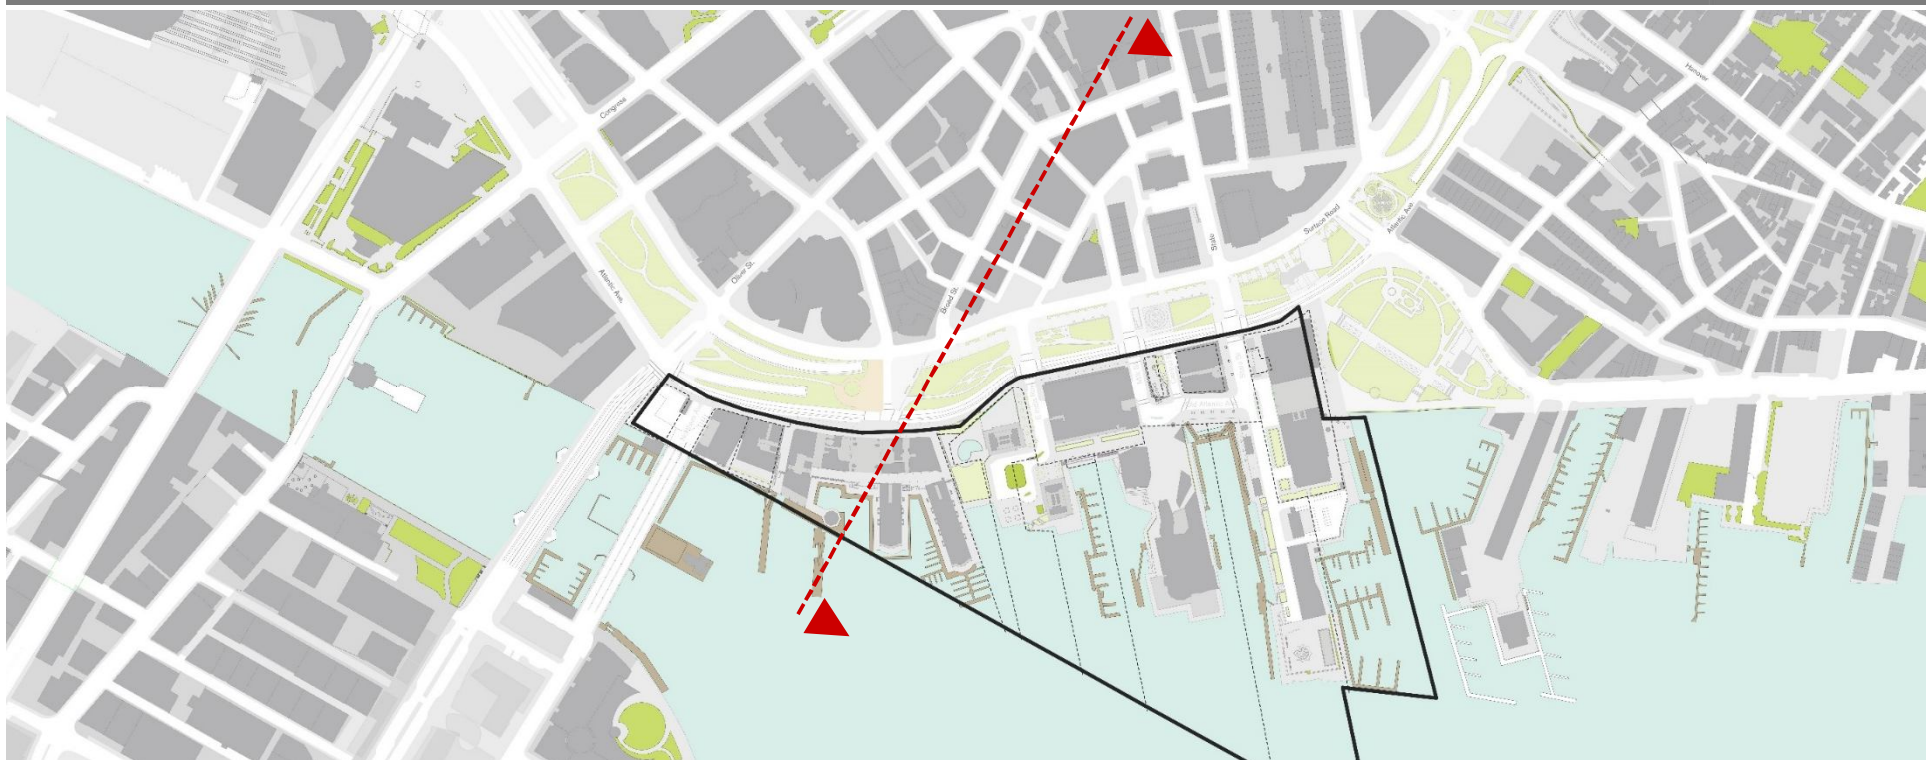 Hanover
Congress
Atlantic Ave.
Surface Road
State
Oliver St.
Atlantic Ave.
Broad St.